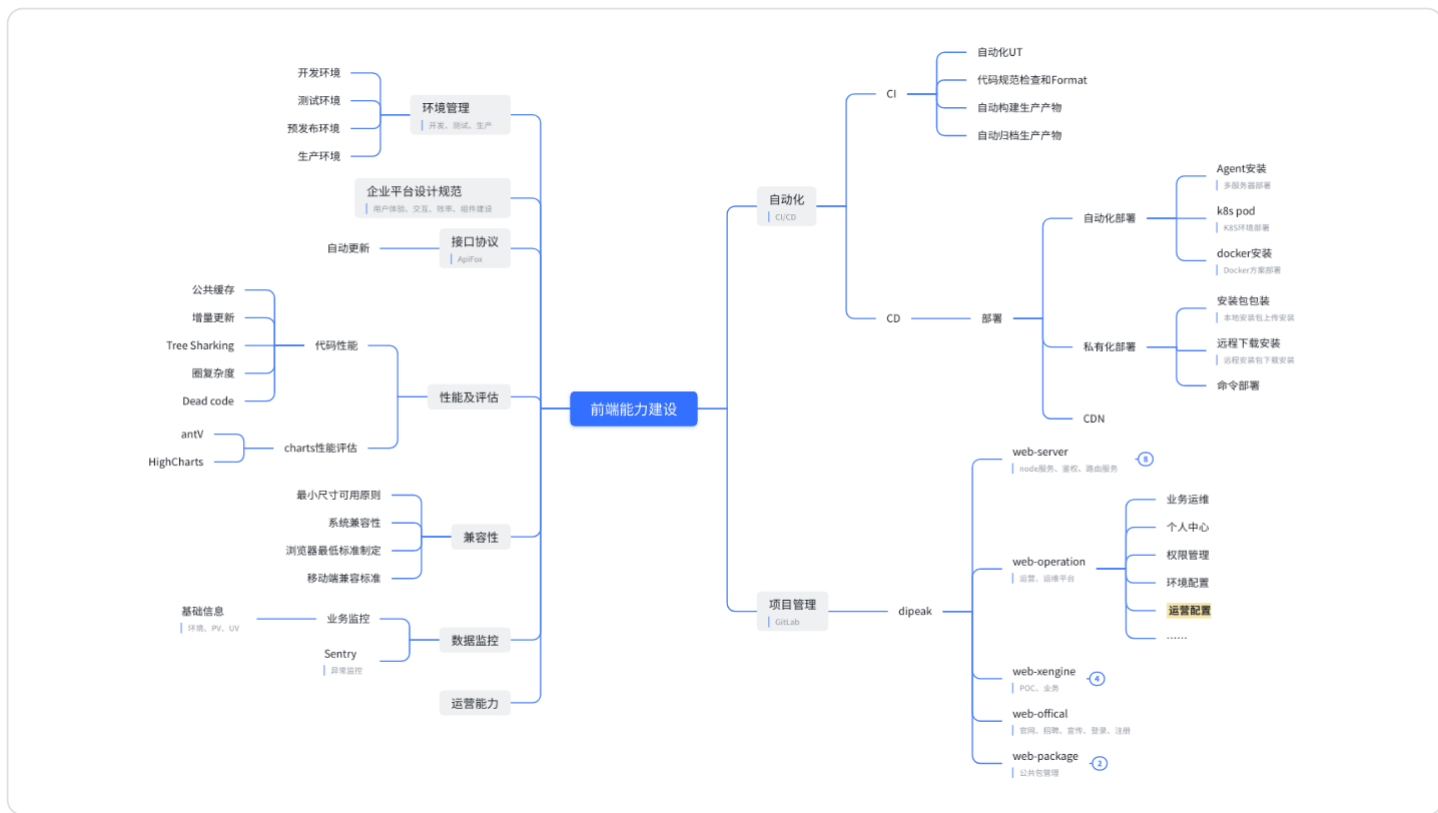 前端能力建设
环境管理
开发、测试、生产
开发环境
测试环境
预发布环境
生产环境
企业平台设计规范
用户体验、交互、效率、组件建设
接口协议
ApiFox
自动更新
性能及评估
代码性能
公共缓存
增量更新
Tree Sharking
圈复杂度
Dead code
charts性能评估
antV
HighCharts
兼容性
最小尺寸可用原则
系统兼容性
浏览器最低标准制定
移动端兼容标准
数据监控
业务监控
基础信息
环境、PV、UV
Sentry
异常监控
运营能力
自动化
CI/CD
CI
自动化UT
代码规范检查和Format
自动构建生产产物
自动归档生产产物
CD
部署
自动化部署
Agent安装
多服务器部署
k8s pod
K8S环境部署
docker安装
Docker方案部署
私有化部署
安装包包装
本地安装包上传安装
远程下载安装
远程安装包下载安装
命令部署
CDN
项目管理
GitLab
dipeak
web-server
node服务、鉴权、路由服务
8
web-operation
运营、运维平台
业务运维
个人中心
权限管理
环境配置
运营配置
......
web-xengine
POC、业务
4
web-offical
官网、招聘、宣传、登录、注册
web-package
公共包管理
2